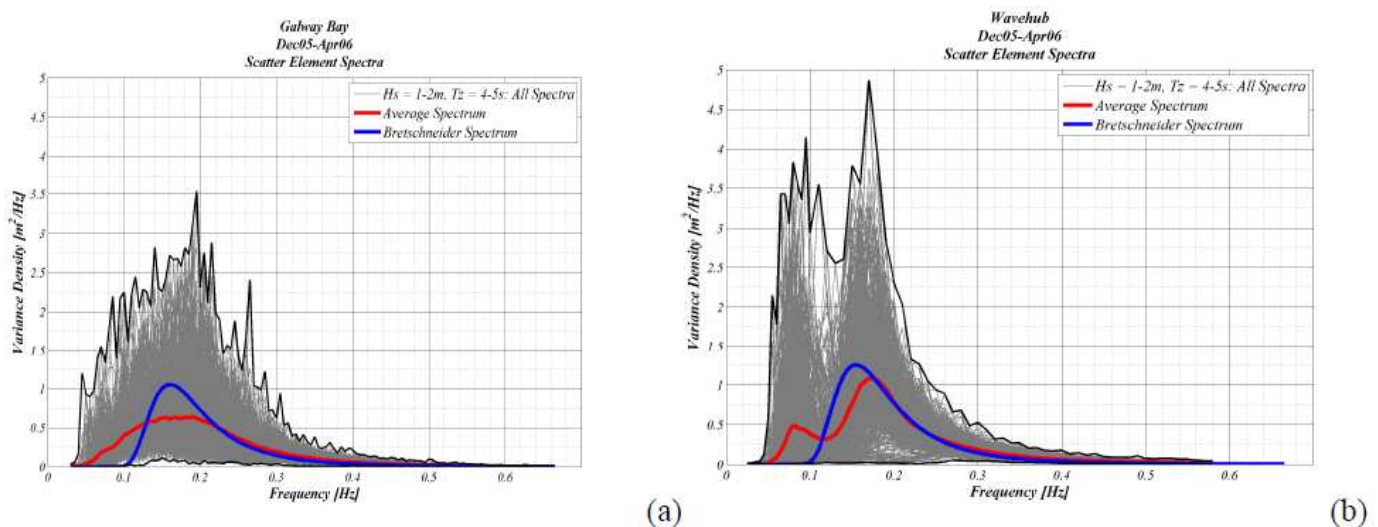 Galway Bay
Dec05-Apr06
Scatter Element Spectra
5
4.5
4
3.5
3
2.5
2
1.5
1
0.5
0
Variance Density [m²/Hz]
Hs = 1-2m, Tz = 4-5s: All Spectra
Average Spectrum
Bretschneider Spectrum
0 0.1 0.2 0.3 0.4 0.5 0.6
Frequency [Hz]
(a)
Wavehub
Dec05-Apr06
Scatter Element Spectra
5
4.5
4
3.5
3
2.5
2
1.5
1
0.5
0
Variance Density [m²/Hz]
Hs = 1-2m, Tz = 4-5s: All Spectra
Average Spectrum
Bretschneider Spectrum
0 0.1 0.2 0.3 0.4 0.5 0.6
Frequency [Hz]
(b)